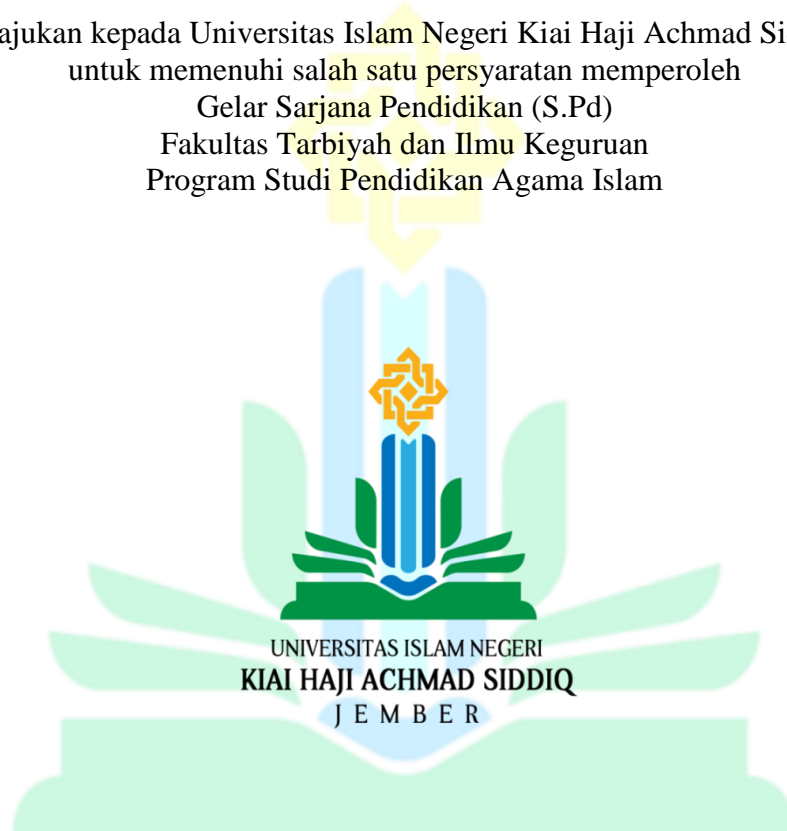 ajukan kepada Universitas Islam Negeri Kiai Haji Achmad Si
untuk memenuhi salah satu persyaratan memperoleh
Gelar Sarjana Pendidikan (S.Pd)
Fakultas Tarbiyah dan Ilmu Keguruan
Program Studi Pendidikan Agama Islam
UNIVERSITAS ISLAM NEGERI
KIAI HAJI ACHMAD SIDDIQ
JEMBER